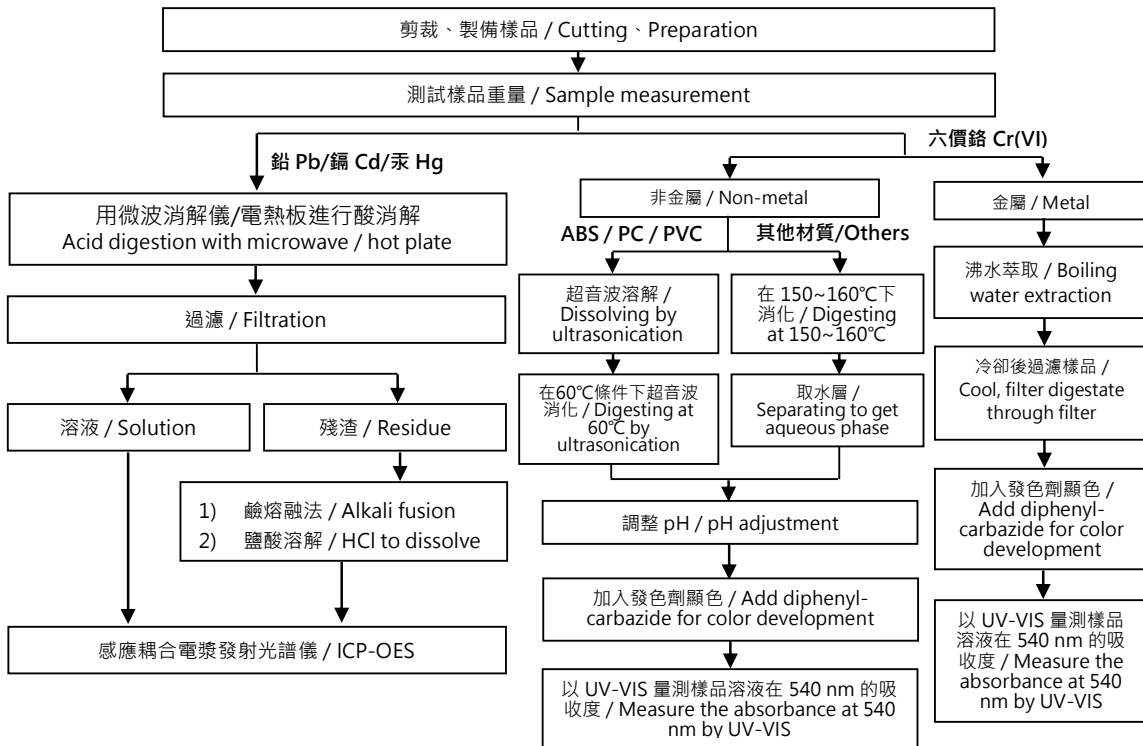 剪裁、製備樣品 / Cutting、Preparation
測試樣品重量 / Sample measurement
鉛 Pb/鎘 Cd/汞 Hg
六價鉻 Cr(VI)
用微波消解儀/電熱板進行酸消解
Acid digestion with microwave / hot plate
過濾 / Filtration
溶液 / Solution
殘渣 / Residue
1) 鹼熔融法 / Alkali fusion
2) 鹽酸溶解 / HCl to dissolve
感應耦合電漿發射光譜儀 / ICP-OES
非金屬 / Non-metal
ABS / PC / PVC
其他材質/Others
超音波溶解 /
Dissolving by
ultrasonication
在 150~160℃下
消化 / Digesting
at 150~160℃
在60℃條件下超音波
消化 / Digesting at
60℃ by
ultrasonication
取水層 /
Separating to get
aqueous phase
調整 pH / pH adjustment
加入發色劑顯色 / Add diphenyl-
carbazide for color development
以 UV-VIS 量測樣品溶液在 540 nm 的吸
收度 / Measure the absorbance at 540
nm by UV-VIS
金屬 / Metal
沸水萃取 / Boiling
water extraction
冷卻後過濾樣品 /
Cool, filter digestate
through filter
加入發色劑顯色 /
Add diphenyl-
carbazide for color
development
以 UV-VIS 量測樣品
溶液在 540 nm 的吸
收度 / Measure the
absorbance at 540
nm by UV-VIS